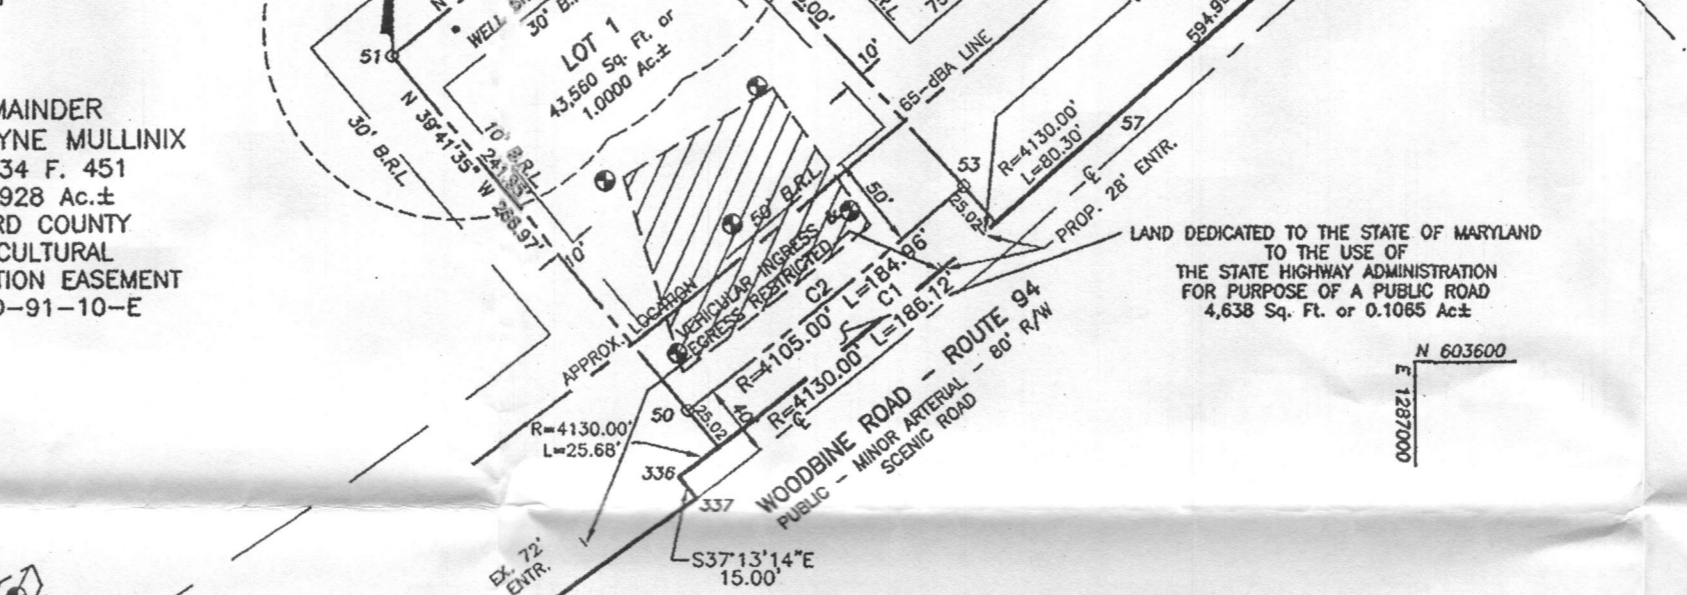 MAINDER
YNE MULLINIX
34 F. 451
928 Ac.±
RD COUNTY
CULTURAL
TION EASEMENT
D-91-10-E
51
N 39°41'35" W 266.97'
30' B.R.L.
10' B.R.L.
10'
WELL
30'
LOT 1
43,560 Sq. Ft. or
1.0000 Ac.±
10'
65-dBA LINE
594.9
53
R=4130.00'
L=80.30'
57
℄
PROP. 28' ENTR.
25.02'
50'
50' B.R.L.
VEHICULAR INGRESS &
EGRESS RESTRICTED
APPROX. LOCATION
C2
R=4105.00' L=184.96'
C1
R=4130.00' L=186.12'
℄
50
25.02
40'
R=4130.00'
L=25.68'
336
337
WOODBINE ROAD - ROUTE 94
PUBLIC - MINOR ARTERIAL - 80' R/W
SCENIC ROAD
EX. 72'
ENTR.
S37°13'14"E
15.00'
LAND DEDICATED TO THE STATE OF MARYLAND
TO THE USE OF
THE STATE HIGHWAY ADMINISTRATION
FOR PURPOSE OF A PUBLIC ROAD
4,638 Sq. Ft. or 0.1065 Ac±
N 603600
E 1287000